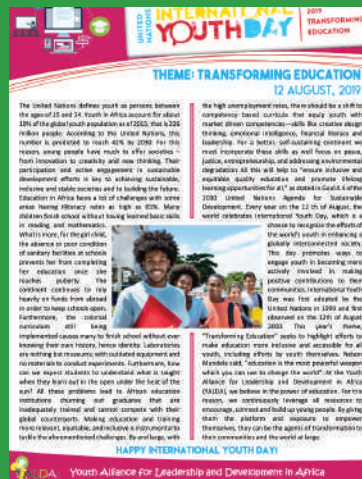 UNITED NATIONS
INTERNATIONAL
YOUTH DAY
2019
TRANSFORMING
EDUCATION
THEME: TRANSFORMING EDUCATION
12 AUGUST, 2019
The United Nations defines youth as persons between
the ages of 15 and 24. Youth in Africa account for about
19% of the global youth population as of 2015, that is 226
million people. According to the United Nations, this
number is predicted to reach 42% by 2030. For this
reason, young people have much to offer societies -
from innovation to creativity and new thinking. Their
participation and active engagement in sustainable
development efforts is key to achieving sustainable,
inclusive and stable societies and to building the future.
Education in Africa faces a lot of challenges with some
areas having illiteracy rates as high as
children finish school without having learned basic skills
in reading and mathematics.
What is more, for the girl child,
the absence or poor condition
of sanitary facilities at schools
prevents her from completing
her education once she
reaches puberty. The
continent continues to rely
heavily on funds from abroad
in order to keep schools open.
Furthermore, the colonial
curriculum still being
implemented causes many to finish school without ever
knowing their own history, hence identity. Laboratories
are nothing but museums; with outdated equipment and
no materials to conduct experiments. Furthermore, how
can we expect students to understand what is taught
when they learn out in the open under the heat of the
sun? All these problems lead to African education
institutions churning out graduates that are
inadequately trained and cannot compete with their
global counterparts. Making education and training
more relevant, equitable, and inclusive is instrumental to
tackle the aforementioned challenges. By and large, with
the high unemployment rates, there should be a shift to
competency based curricula that equip youth with
market driven competencies—skills like creative design
thinking, emotional intelligence, financial literacy and
leadership. For a better, self-sustaining continent we
must incorporate these skills as well focus on peace,
justice, entrepreneurship, and addressing environmental
degradation. All this will help to "ensure inclusive and
equitable quality education and promote lifelong
learning opportunities for all," as stated in Goal 4 of the
2030 United Nations Agenda for Sustainable
Development. Every year on the 12 th of August, the
world celebrates International Youth Day, which is a
chance to recognize the efforts of
the world's youth in enhancing a
globally interconnected society.
This day promotes ways to
engage youth in becoming more
actively involved in making
positive contributions to their
communities. International Youth
Day was first adopted by the
United Nations in 1999 and first
observed on the 12th of August
2000. This year's theme,
"Transforming Education" seeks to highlight efforts to
make education more inclusive and accessible for all
youth, including efforts by youth themselves. Nelson
Mandela said, "education is the most powerful weapon
which you can use to change the world". At the Youth
Alliance for Leadership and Development in Africa
(YALDA), we believe in the power of education. For this
reason, we continuously leverage all resources to
encourage, connect and build up young people. By giving
them the platform and exposure to empower
themselves, they can be the agents of transformation to
their communities and the world at large.
HAPPY INTERNATIONAL YOUTH DAY!
YALDA
Youth Alliance for Leadership and Development in Africa